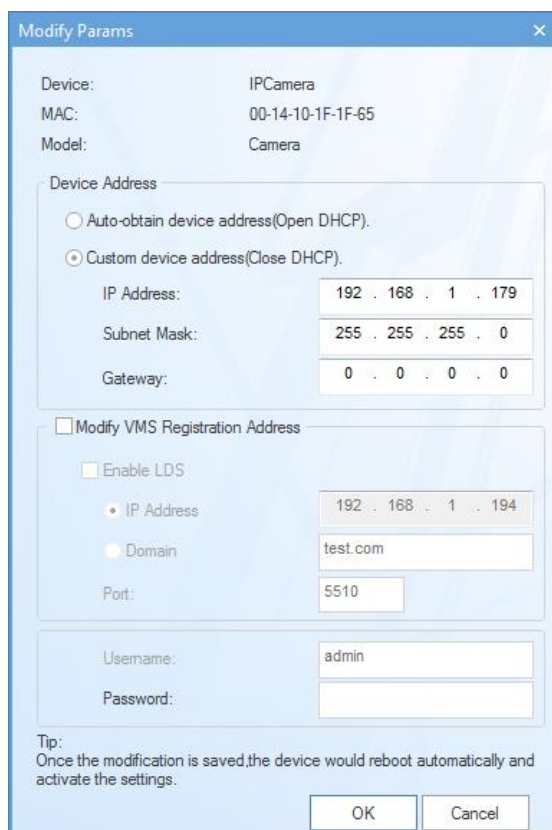 Modify Params
Device: IPCamera
MAC: 00-14-10-1F-1F-65
Model: Camera
Device Address
Auto-obtain device address(Open DHCP).
Custom device address(Close DHCP).
IP Address: 192 . 168 . 1 . 179
Subnet Mask: 255 . 255 . 255 . 0
Gateway: 0 . 0 . 0 . 0
Modify VMS Registration Address
Enable LDS
IP Address 192 . 168 . 1 . 194
Domain test.com
Port: 5510
Username: admin
Password:
Tip:
Once the modification is saved,the device would reboot automatically and
activate the settings.
OK Cancel